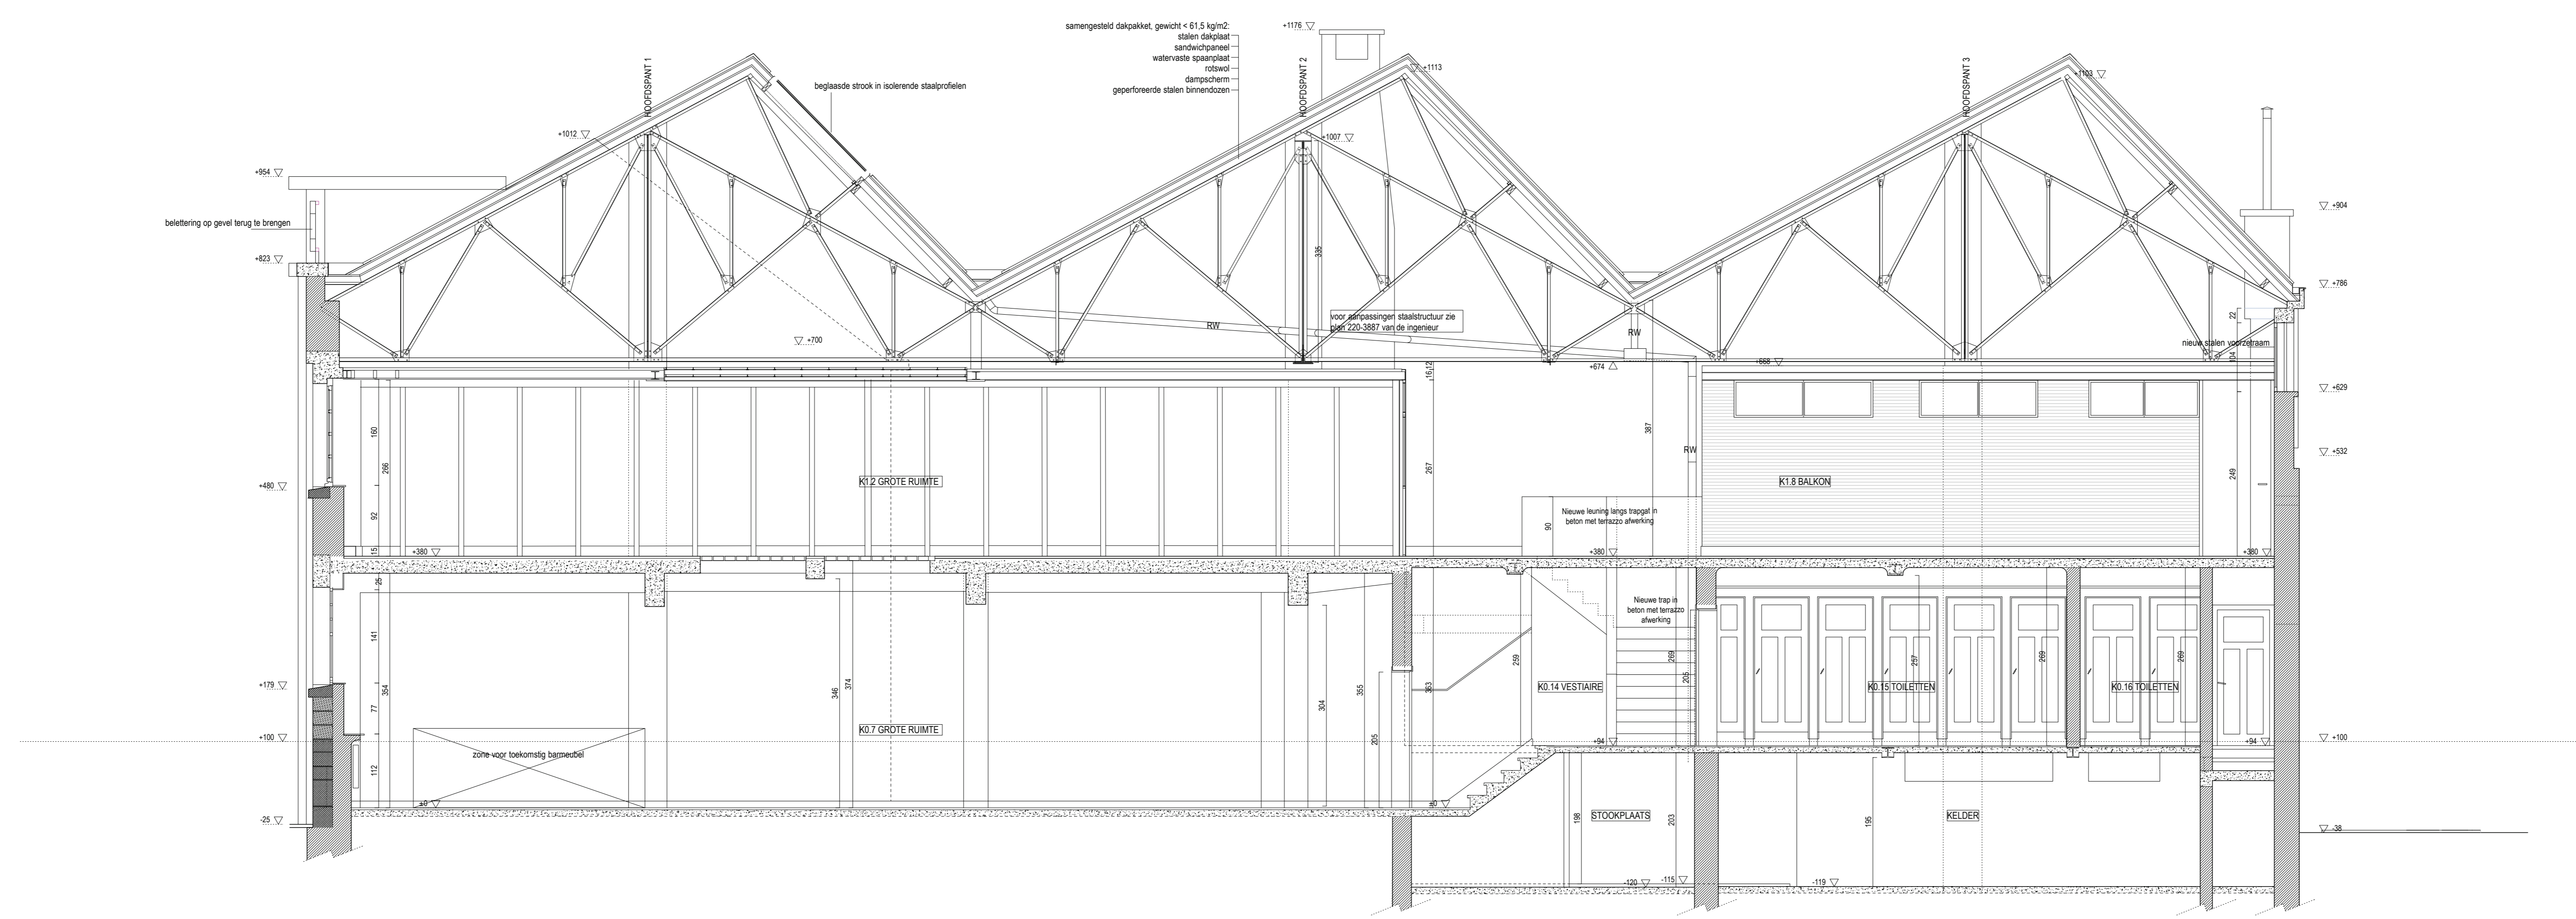 +1176
samengesteld dakpakket, gewicht < 61,5 kg/m2:
stalen dakplaat
sandwichpaneel
watervaste spaanplaat
rotswol
dampscherm
geperforeerde stalen binnendozen
HOOFDSPANT 1
HOOFDSPANT 2
HOOFDSPANT 3
+1113
+1103
beglaasde strook in isolerende staalprofielen
+1012
+1007
+954
+904
belettering op gevel terug te brengen
+823
335
+786
22
voor aanpassingen staalstructuur zie
plan 220-3887 van de ingenieur
RW
RW
+700
nieuw stalen voorzetraam
104
+668
+674
16,12
+629
160
266
387
267
RW
+532
249
K1.2 GROTE RUIMTE
K1.8 BALKON
+480
92
90
Nieuwe leuning langs trapgat in
beton met terrazzo afwerking
15
+380
+380
+380
25
Nieuwe trap in
beton met terrazzo
afwerking
141
354
346
374
304
355
205
363
259
269
205
257
269
269
K0.14 VESTIAIRE
K0.15 TOILETTEN
K0.16 TOILETTEN
+179
77
K0.7 GROTE RUIMTE
+100
+94
+94
+100
zone voor toekomstig barmeubel
112
±0
±0
-25
198
STOOKPLAATS
203
195
KELDER
-38
-120
-115
-119